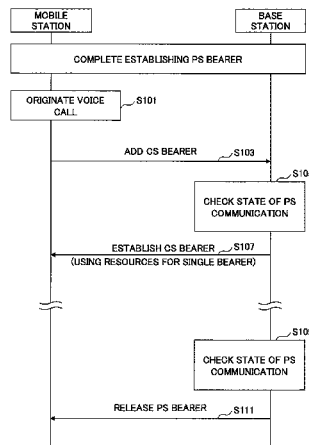 MOBILE
STATION
BASE
STATION
COMPLETE ESTABLISHING PS BEARER
ORIGINATE VOICE
CALL
S101
ADD CS BEARER
S103
CHECK STATE OF PS
COMMUNICATION
ESTABLISH CS BEARER
S107
(USING RESOURCES FOR SINGLE BEARER)
CHECK STATE OF PS
COMMUNICATION
RELEASE PS BEARER
S111